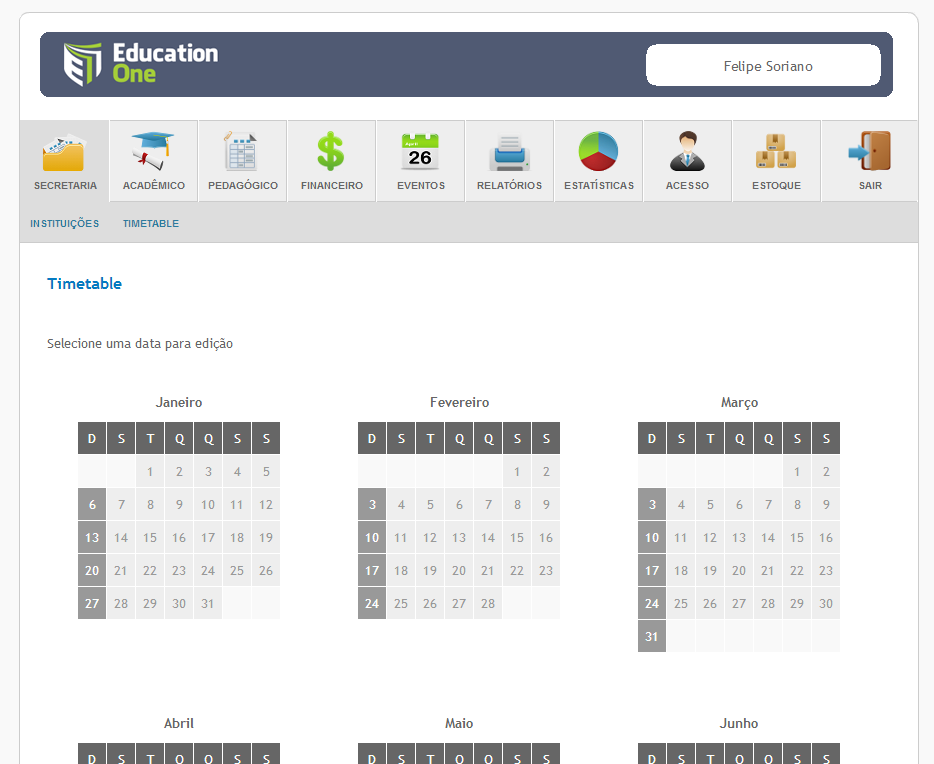 Education
One
Felipe Soriano
April
26
SECRETARIA ACADÊMICO PEDAGÓGICO FINANCEIRO EVENTOS RELATÓRIOS ESTATÍSTICAS ACESSO ESTOQUE SAIR
INSTITUIÇÕES TIMETABLE
Timetable
Selecione uma data para edição
Janeiro
D S T Q Q S S
1 2 3 4 5
6 7 8 9 10 11 12
13 14 15 16 17 18 19
20 21 22 23 24 25 26
27 28 29 30 31
Fevereiro
D S T Q Q S S
1 2
3 4 5 6 7 8 9
10 11 12 13 14 15 16
17 18 19 20 21 22 23
24 25 26 27 28
Março
D S T Q Q S S
1 2
3 4 5 6 7 8 9
10 11 12 13 14 15 16
17 18 19 20 21 22 23
24 25 26 27 28 29 30
31
Abril
D S T Q Q S S
Maio
D S T Q Q S S
Junho
D S T Q Q S S